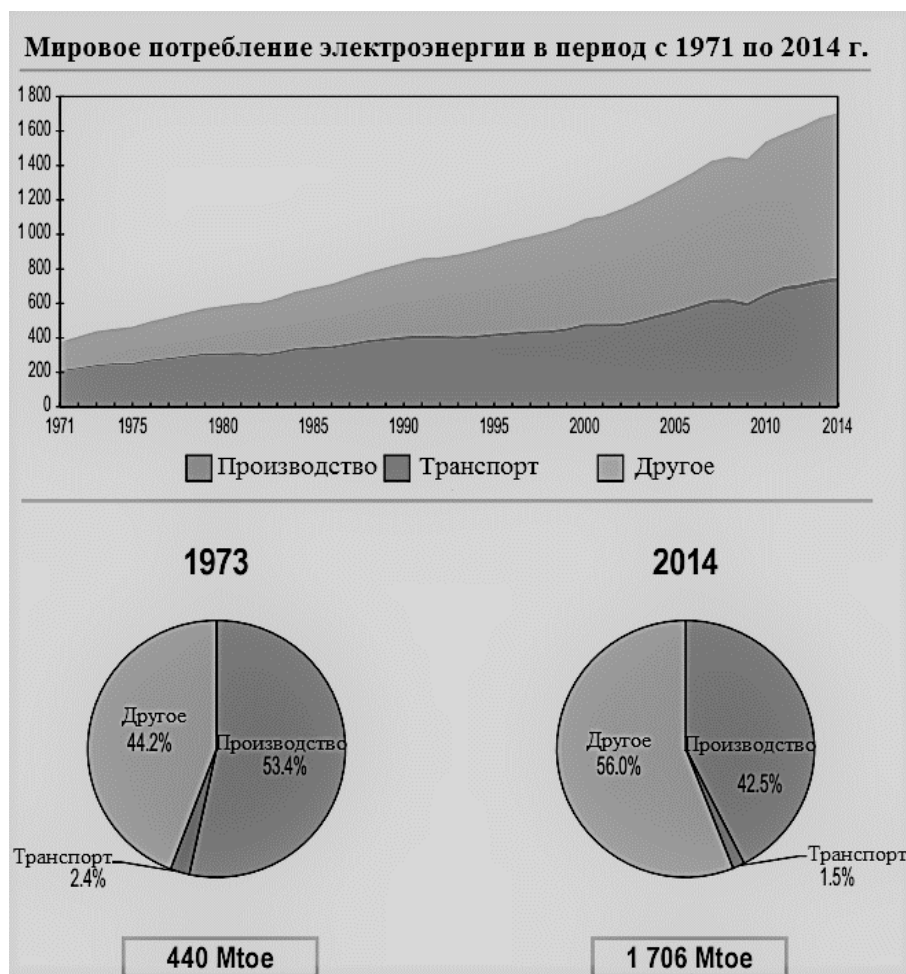 Мировое потребление электроэнергии в период с 1971 по 2014 г.
1 800
1 600
1 400
1 200
1 000
800
600
400
200
0
1971 1975 1980 1985 1990 1995 2000 2005 2010 2014
Производство Транспорт Другое
1973 2014
Другое
44.2%
Производство
53.4%
Транспорт
2.4%
Другое
56.0%
Производство
42.5%
Транспорт
1.5%
440 Mtoe 1 706 Mtoe